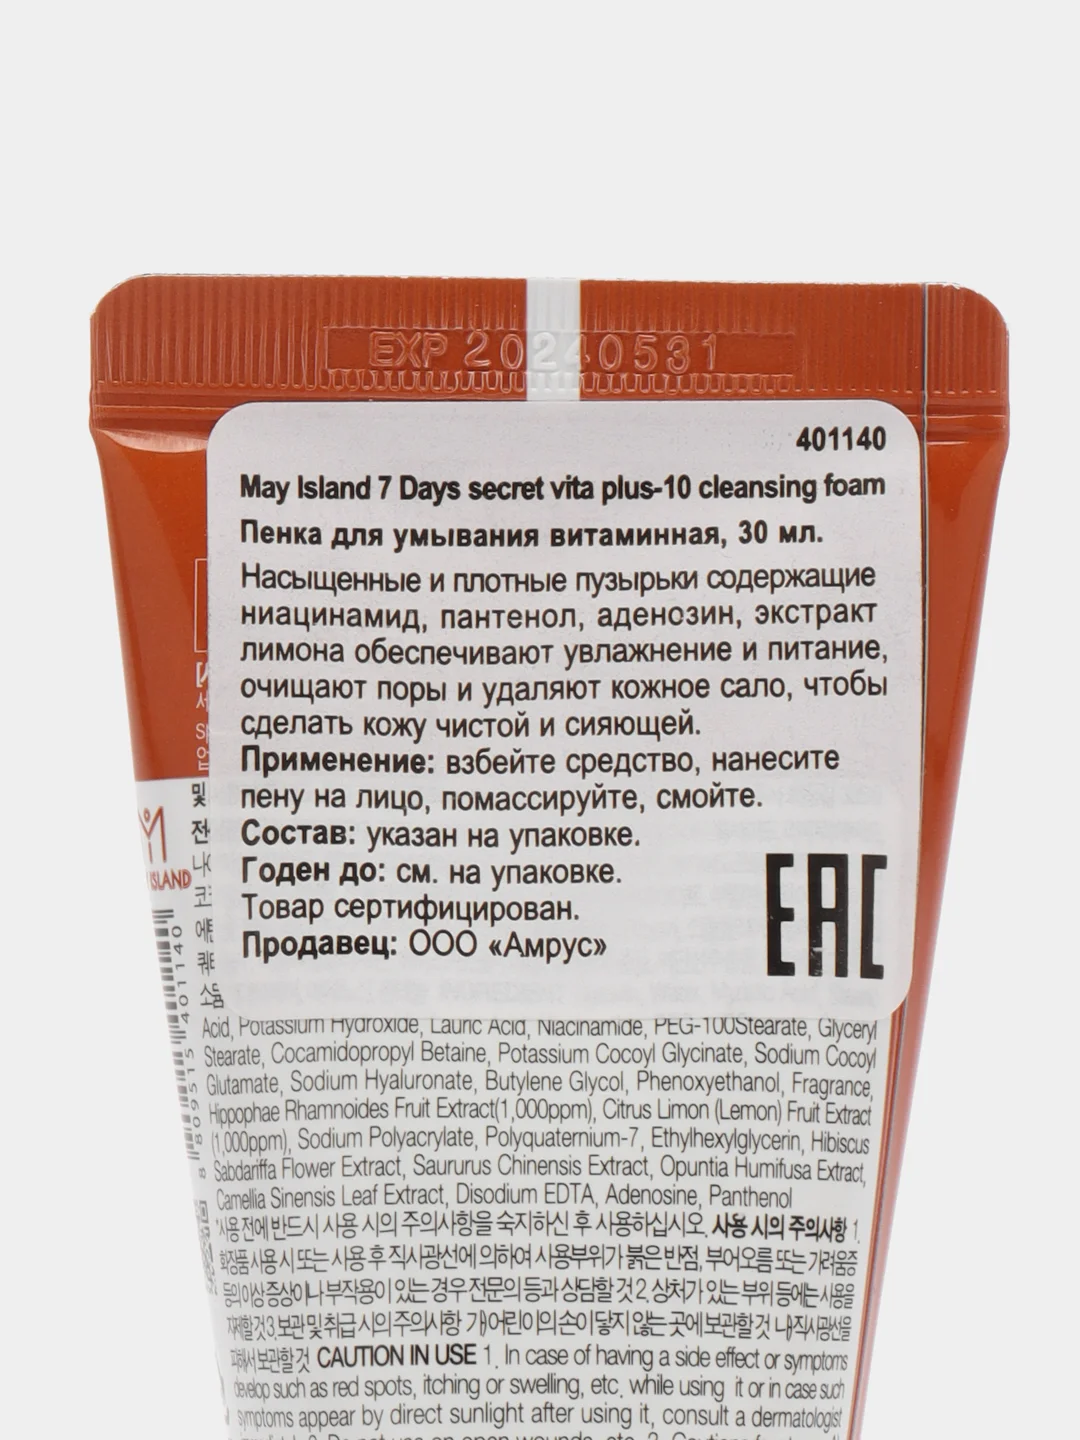 EXP 20240531
401140
May Island 7 Days secret vita plus-10 cleansing foam
Пенка для умывания витаминная, 30 мл.
Насыщенные и плотные пузырьки содержащие
ниацинамид, пантенол, аденозин, экстракт
лимона обеспечивают увлажнение и питание,
очищают поры и удаляют кожное сало, чтобы
сделать кожу чистой и сияющей.
Применение: взбейте средство, нанесите
пену на лицо, помассируйте, смойте.
Состав: указан на упаковке.
Годен до: см. на упаковке.
Товар сертифицирован.
Продавец: ООО «Амрус»
EAC
ISLAND
8 809515 401140
Acid, Potassium Hydroxide, Lauric Acid, Niacinamide, PEG-100Stearate, Glyceryl
Stearate, Cocamidopropyl Betaine, Potassium Cocoyl Glycinate, Sodium Cocoyl
Glutamate, Sodium Hyaluronate, Butylene Glycol, Phenoxyethanol, Fragrance,
Hippophae Rhamnoides Fruit Extract(1,000ppm), Citrus Limon (Lemon) Fruit Extract
(1,000ppm), Sodium Polyacrylate, Polyquaternium-7, Ethylhexylglycerin, Hibiscus
Sabdariffa Flower Extract, Saururus Chinensis Extract, Opuntia Humifusa Extract,
Camellia Sinensis Leaf Extract, Disodium EDTA, Adenosine, Panthenol
*사용 전에 반드시 사용 시의 주의사항을 숙지하신 후 사용하십시오. 사용 시의 주의사항 1.
화장품 사용 시 또는 사용 후 직사광선에 의하여 사용부위가 붉은 반점, 부어오름 또는 가려움증
등의 이상 증상이나 부작용이 있는 경우 전문의 등과 상담할 것 2. 상처가 있는 부위 등에는 사용을
자제할 것 3. 보관 및 취급 시의 주의사항 가)어린이의 손이 닿지 않는 곳에 보관할 것 나)직사광선을
피해서 보관할 것 CAUTION IN USE 1. In case of having a side effect or symptoms
develop such as red spots, itching or swelling, etc. while using it or in case such
symptoms appear by direct sunlight after using it, consult a dermatologist